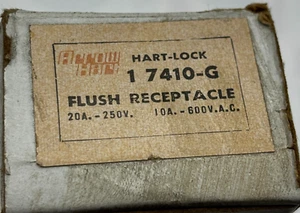 Arrow Hart
HART-LOCK
1 7410-G
FLUSH RECEPTACLE
20A.-250V. 10A.-600V.A.C.